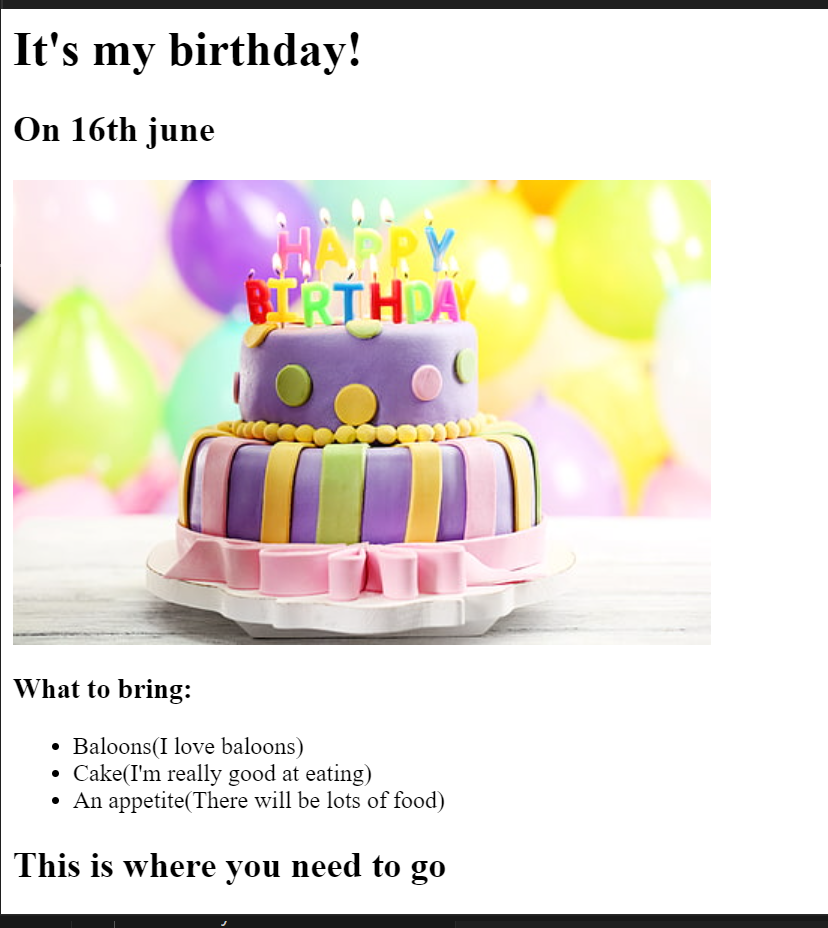 It's my birthday!
On 16th june
HAPPY
BIRTHDAY
What to bring:
Baloons(I love baloons)
Cake(I'm really good at eating)
An appetite(There will be lots of food)
This is where you need to go